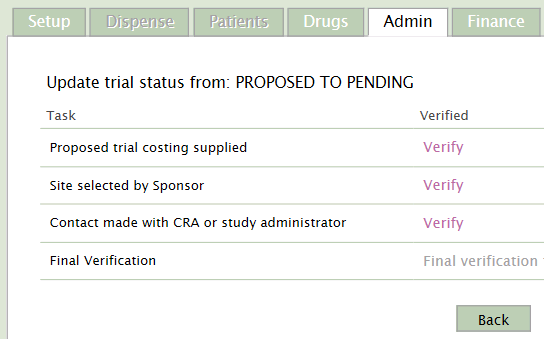 Setup Dispense Patients Drugs Admin Finance
Update trial status from: PROPOSED TO PENDING
Task Verified
Proposed trial costing supplied Verify
Site selected by Sponsor Verify
Contact made with CRA or study administrator Verify
Final Verification Final verification
Back